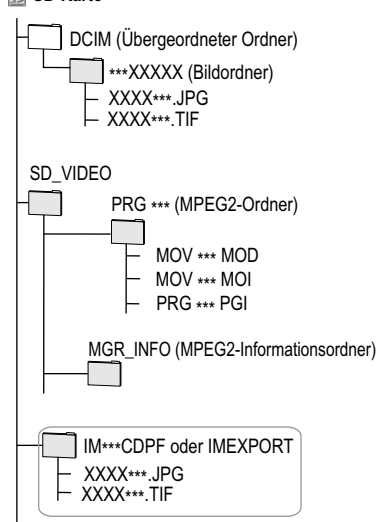 SD-Karte
DCIM (Übergeordneter Ordner)
***XXXXX (Bildordner)
XXXX***.JPG
XXXX***.TIF
SD_VIDEO
PRG *** (MPEG2-Ordner)
MOV *** MOD
MOV *** MOI
PRG *** PGI
MGR_INFO (MPEG2-Informationsordner)
IM***CDPF oder IMEXPORT
XXXX***.JPG
XXXX***.TIF